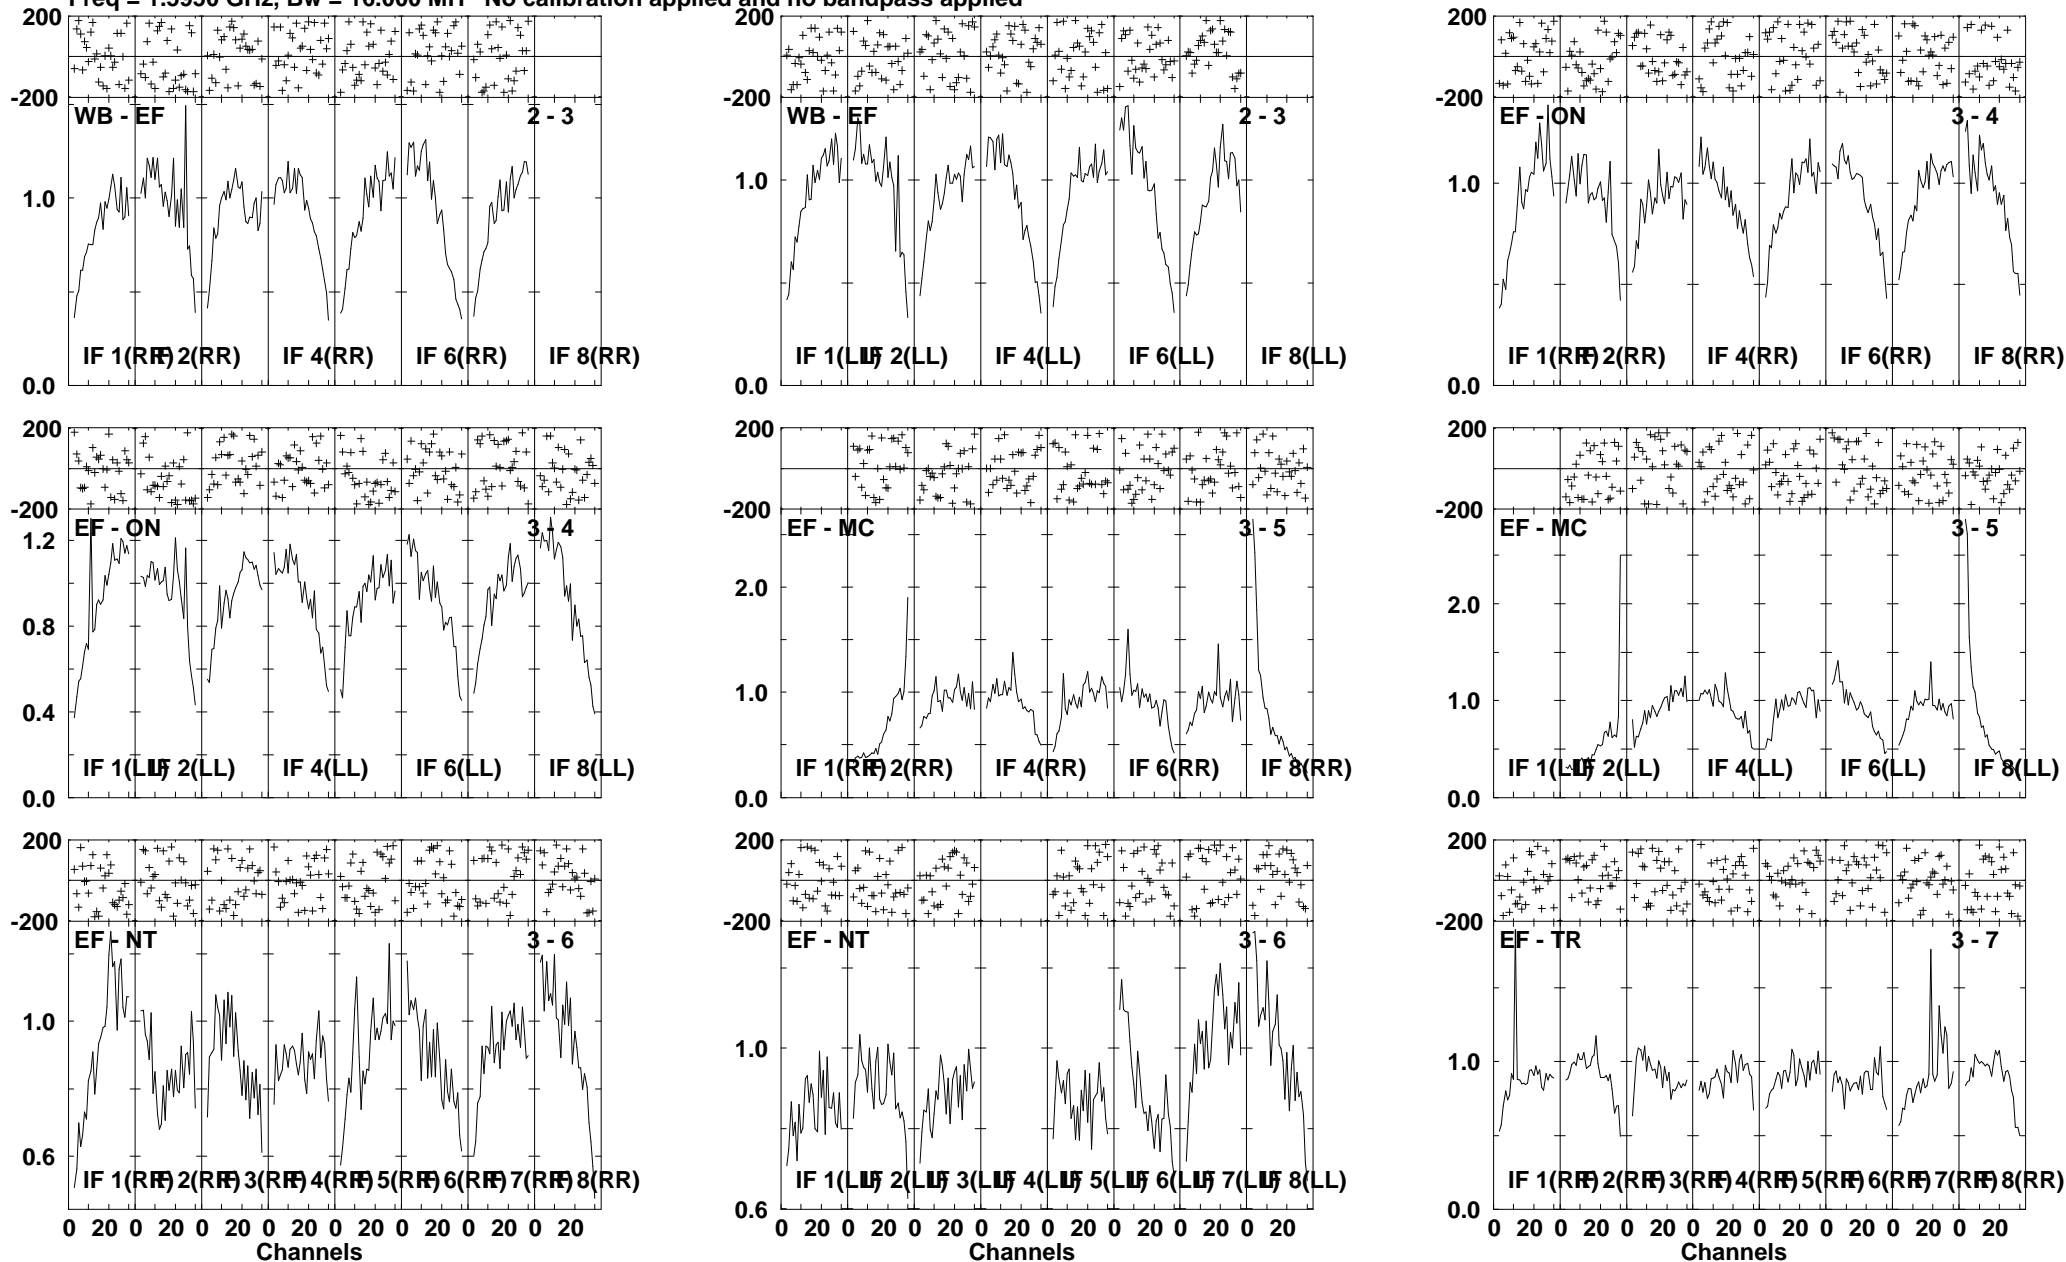 Freq = 1.5950 GHz, Bw = 16.000 MH No calibration applied and no bandpass applied
200 200 200
-200 -200 -200
WB - EF 2 - 3 WB - EF 2 - 3 EF - ON 3 - 4
1.0 1.0 1.0
IF 1(RR) IF 2(RR) IF 4(RR) IF 6(RR) IF 8(RR) IF 1(LL) IF 2(LL) IF 4(LL) IF 6(LL) IF 8(LL) IF 1(RR) IF 2(RR) IF 4(RR) IF 6(RR) IF 8(RR)
0.0 0.0 0.0
200 200 200
-200 -200 -200
EF - ON 3 - 4 EF - MC 3 - 5 EF - MC 3 - 5
1.2
2.0 2.0
0.8
1.0 1.0
0.4
IF 1(LL) IF 2(LL) IF 4(LL) IF 6(LL) IF 8(LL) IF 1(RR) IF 2(RR) IF 4(RR) IF 6(RR) IF 8(RR) IF 1(LL) IF 2(LL) IF 4(LL) IF 6(LL) IF 8(LL)
0.0 0.0 0.0
200 200 200
-200 -200 -200
EF - NT 3 - 6 EF - NT 3 - 6 EF - TR 3 - 7
1.0 1.0 1.0
0.6
IF 1(RR) IF 2(RR) IF 3(RR) IF 4(RR) IF 5(RR) IF 6(RR) IF 7(RR) IF 8(RR) IF 1(LL) IF 2(LL) IF 3(LL) IF 4(LL) IF 5(LL) IF 6(LL) IF 7(LL) IF 8(LL) IF 1(RR) IF 2(RR) IF 3(RR) IF 4(RR) IF 5(RR) IF 6(RR) IF 7(RR) IF 8(RR)
0.6 0.0
0 20 0 20 0 20 0 20 0 20 0 20 0 20 0 20 0 20 0 20 0 20 0 20 0 20 0 20 0 20 0 20 0 20 0 20 0 20 0 20 0 20 0 20 0 20 0 20
Channels Channels